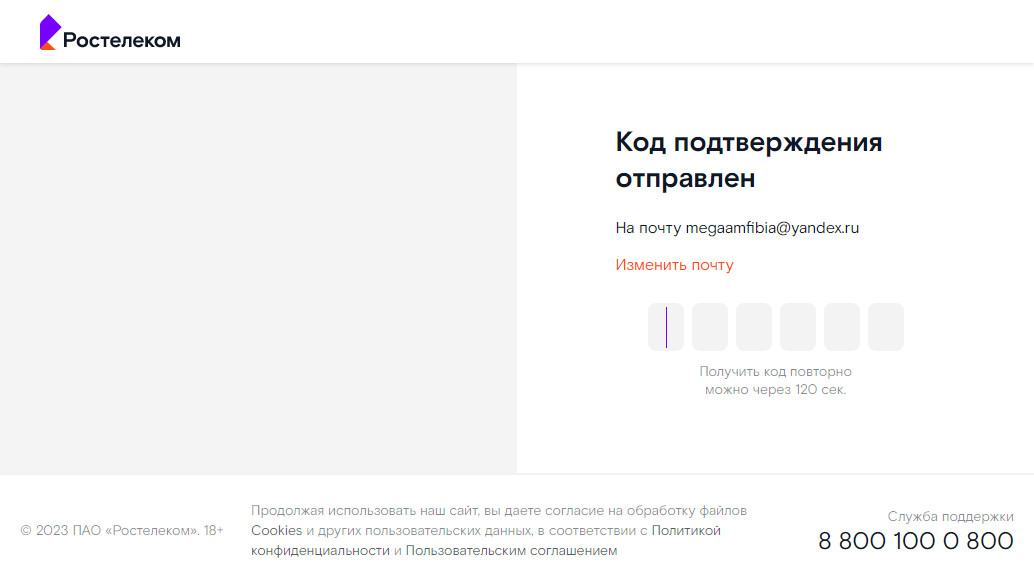 Ростелеком
Код подтверждения
отправлен
На почту megaamfibia@yandex.ru
Изменить почту
Получить код повторно
можно через 120 сек.
© 2023 ПАО «Ростелеком». 18+
Продолжая использовать наш сайт, вы даете согласие на обработку файлов
Cookies и других пользовательских данных, в соответствии с Политикой
конфиденциальности и Пользовательским соглашением
Служба поддержки
8 800 100 0 800